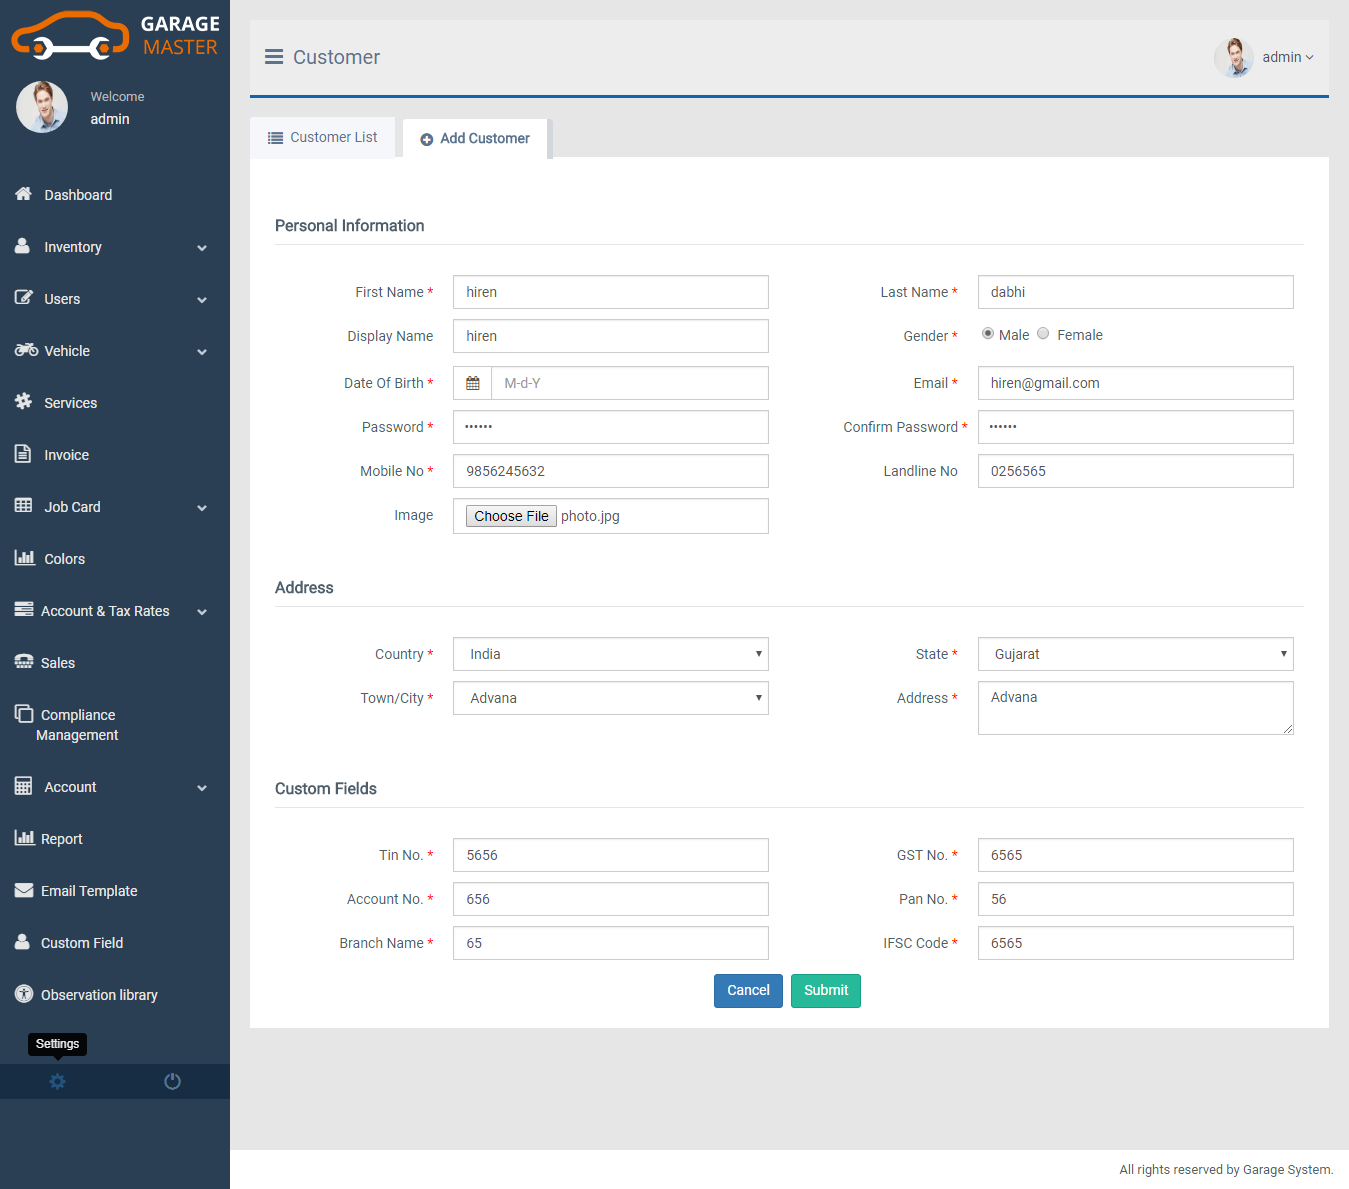 GARAGE
MASTER
Welcome
admin
Dashboard
Inventory
Users
Vehicle
Services
Invoice
Job Card
Colors
Account & Tax Rates
Sales
Compliance
Management
Account
Report
Email Template
Custom Field
Observation library
Settings
Customer
admin
Customer List
Add Customer
Personal Information
First Name * hiren
Last Name * dabhi
Display Name hiren
Gender * Male Female
Date Of Birth * M-d-Y
Email * hiren@gmail.com
Password * ••••••
Confirm Password * ••••••
Mobile No * 9856245632
Landline No 0256565
Image Choose File photo.jpg
Address
Country * India
State * Gujarat
Town/City * Advana
Address * Advana
Custom Fields
Tin No. * 5656
GST No. * 6565
Account No. * 656
Pan No. * 56
Branch Name * 65
IFSC Code * 6565
Cancel Submit
All rights reserved by Garage System.